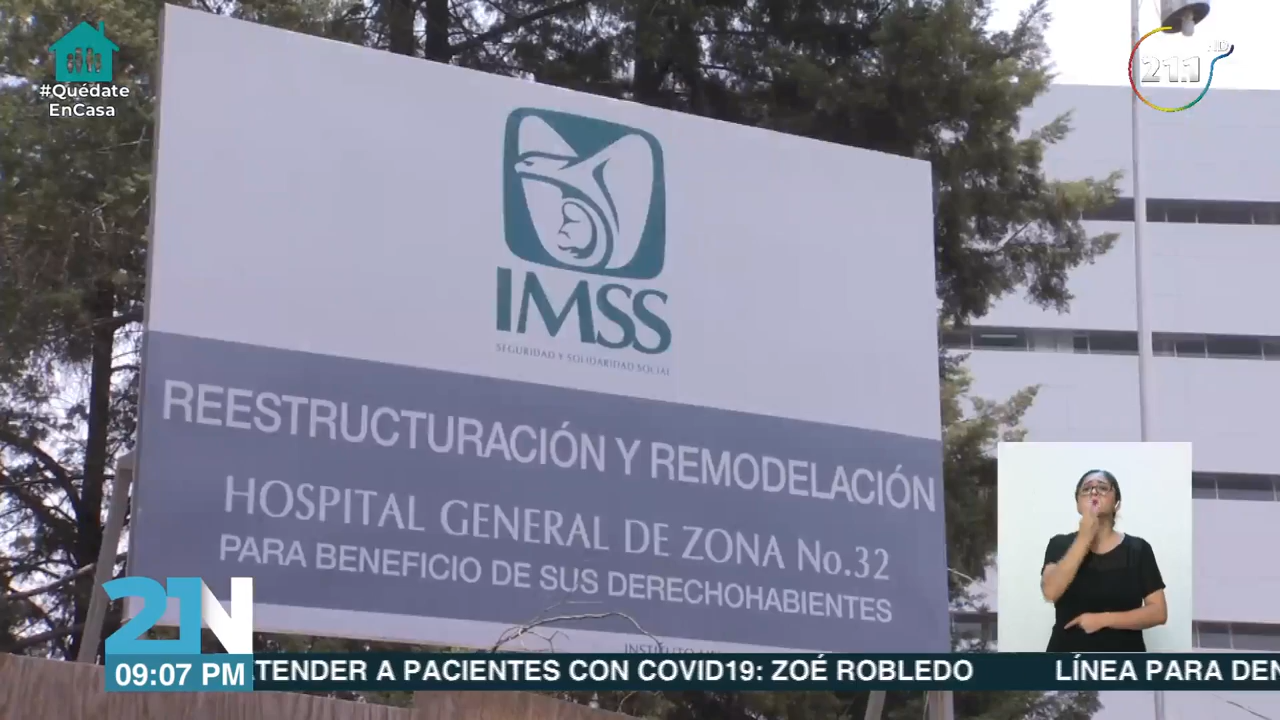 #Quédate
EnCasa
21.1
HD
IMSS
SEGURIDAD Y SOLIDARIDAD SOCIAL
REESTRUCTURACIÓN Y REMODELACIÓN
HOSPITAL GENERAL DE ZONA No.32
PARA BENEFICIO DE SUS DERECHOHABIENTES
21N
09:07 PM
TENDER A PACIENTES CON COVID19: ZOÉ ROBLEDO
LÍNEA PARA DEN